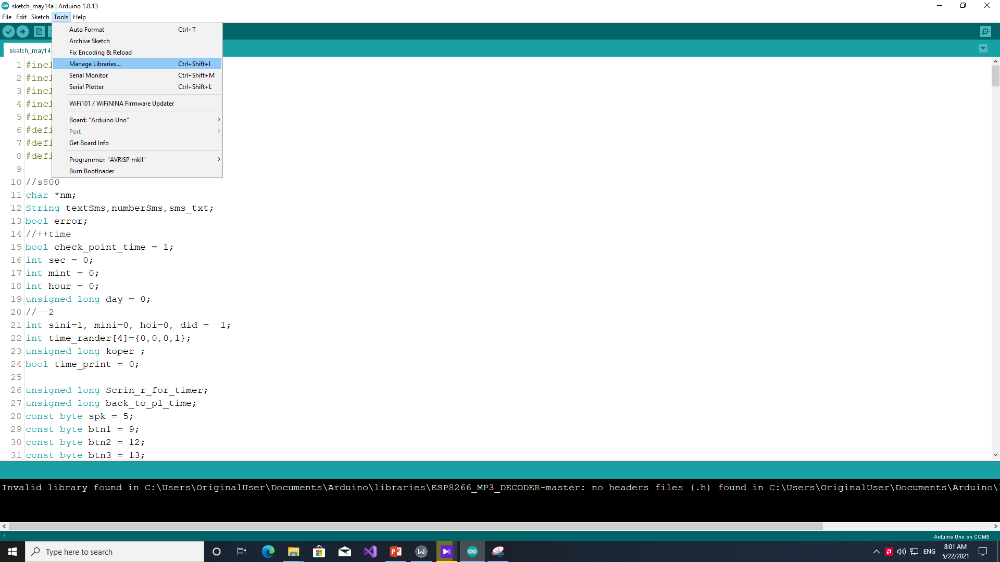 sketch_may14a | Arduino 1.8.13
File Edit Sketch Tools Help
Auto Format Ctrl+T
Archive Sketch
Fix Encoding & Reload
Manage Libraries... Ctrl+Shift+I
Serial Monitor Ctrl+Shift+M
Serial Plotter Ctrl+Shift+L
WiFi101 / WiFiNINA Firmware Updater
Board: "Arduino Uno"
Port
Get Board Info
Programmer: "AVRISP mkII"
Burn Bootloader
sketch_may14
1 #incl
2 #incl
3 #incl
4 #incl
5 #incl
6 #defi
7 #defi
8 #defi
9
10 //s800
11 char *nm;
12 String textSms,numberSms,sms_txt;
13 bool error;
14 //++time
15 bool check_point_time = 1;
16 int sec = 0;
17 int mint = 0;
18 int hour = 0;
19 unsigned long day = 0;
20 //--2
21 int sini=1, mini=0, hoi=0, did = -1;
22 int time_rander[4]={0,0,0,1};
23 unsigned long koper ;
24 bool time_print = 0;
25
26 unsigned long Scrin_r_for_timer;
27 unsigned long back_to_p1_time;
28 const byte spk = 5;
29 const byte btn1 = 9;
30 const byte btn2 = 12;
31 const byte btn3 = 13;
Invalid library found in C:\Users\OriginalUser\Documents\Arduino\libraries\ESP8266_MP3_DECODER-master: no headers files (.h) found in C:\Users\OriginalUser\Documents\Arduino\
1
Arduino Uno on COM5
Type here to search
ENG
8:01 AM
5/22/2021